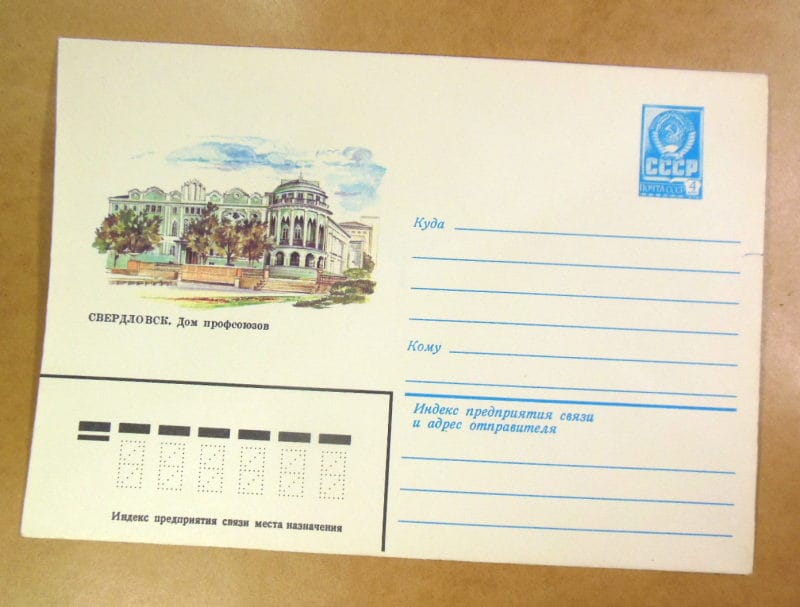 СССР
ПОЧТА СССР 4
Куда
СВЕРДЛОВСК. Дом профсоюзов
Кому
Индекс предприятия связи
и адрес отправителя
Индекс предприятия связи места назначения